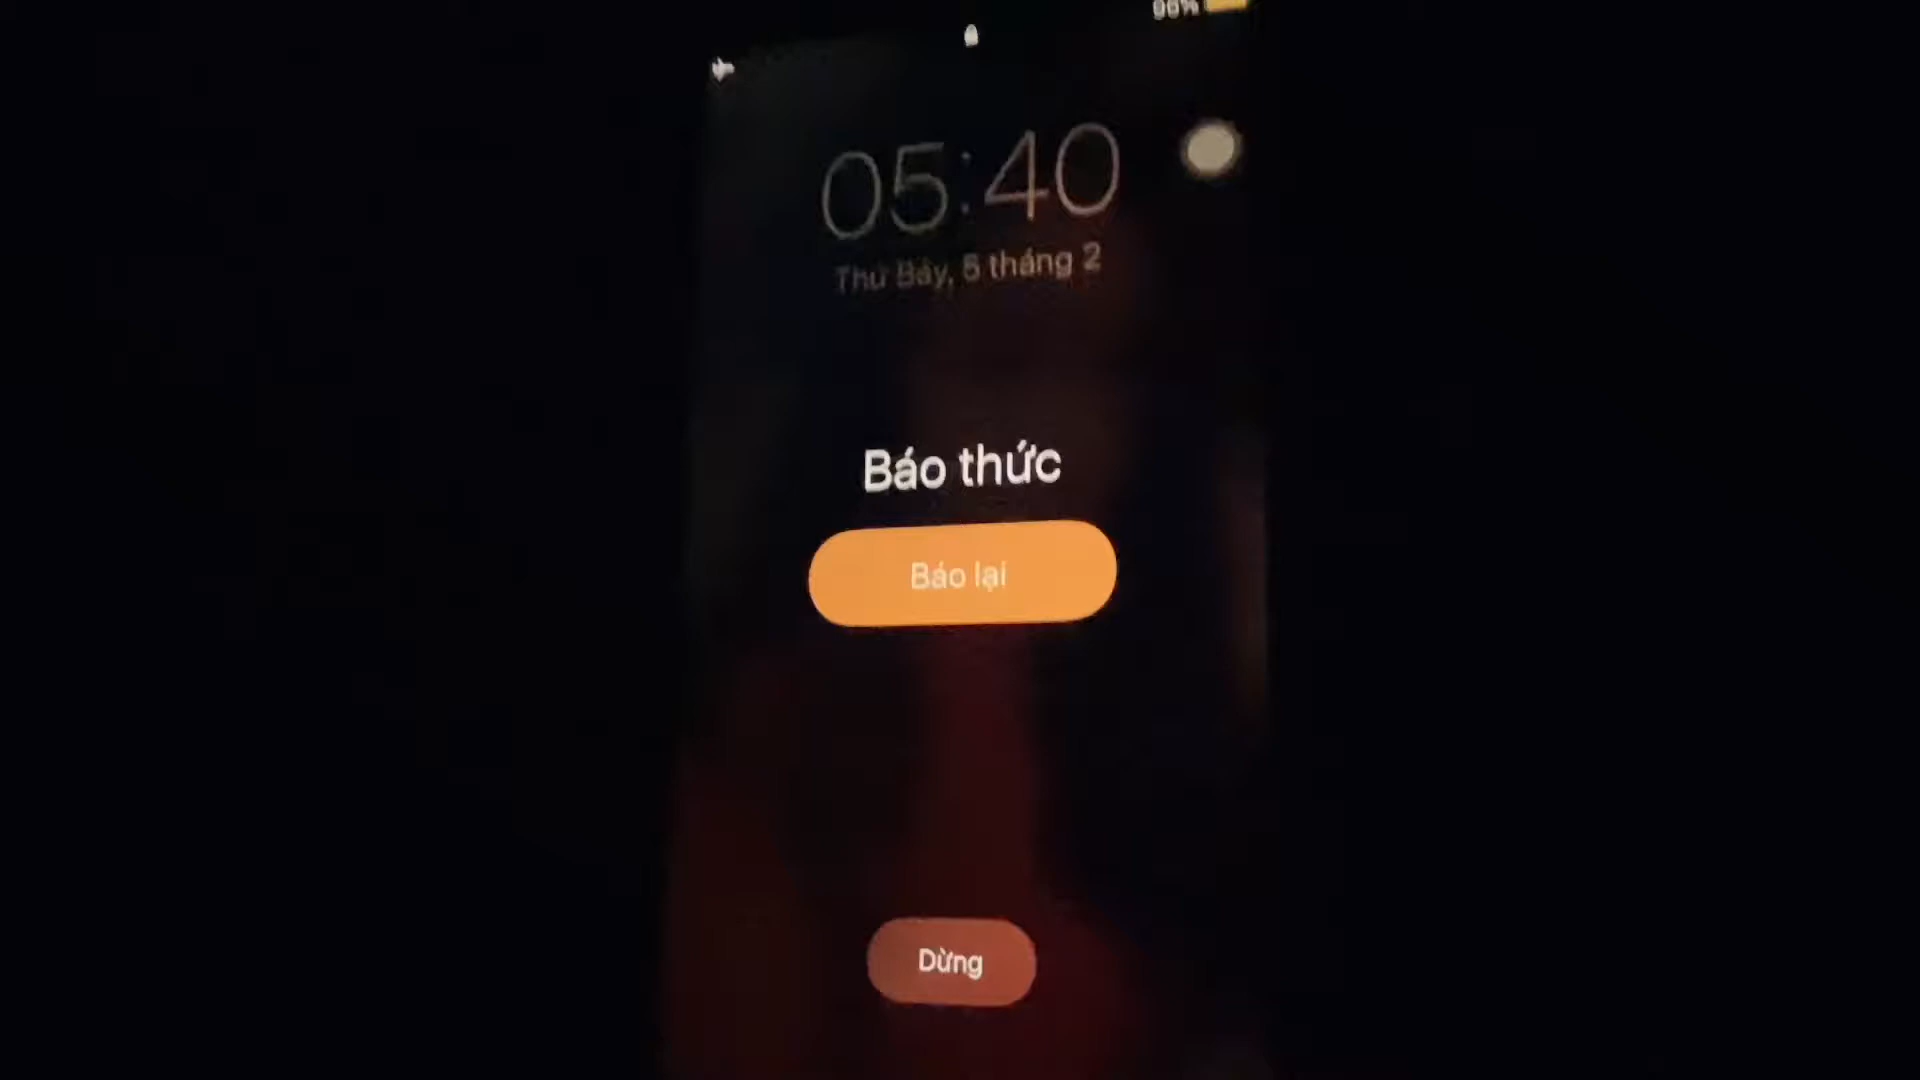 05:40
Thứ Bảy, 5 tháng 2
Báo thức
Báo lại
Dừng